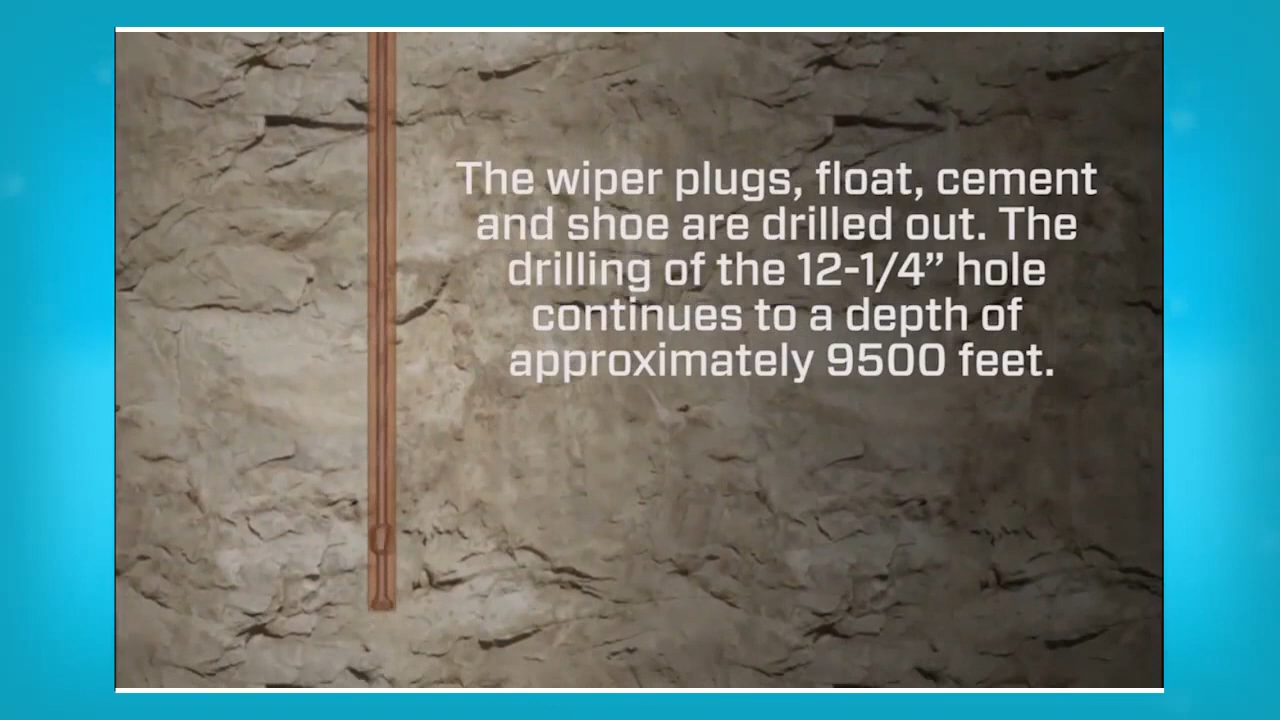 The wiper plugs, float, cement
and shoe are drilled out. The
drilling of the 12-1/4” hole
continues to a depth of
approximately 9500 feet.